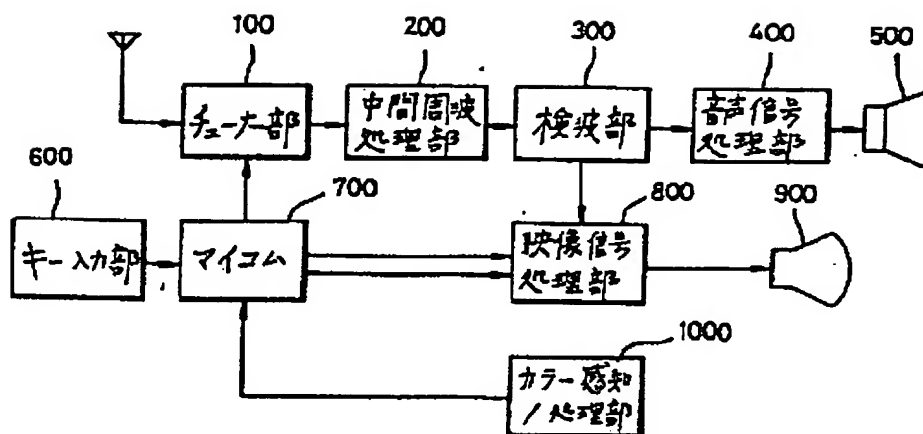 100
200
300
400
500
チューナ部
中間周波
処理部
検波部
音声信号
処理部
600
700
800
900
キー入力部
マイコム
映像信号
処理部
1000
カラー感知
/処理部